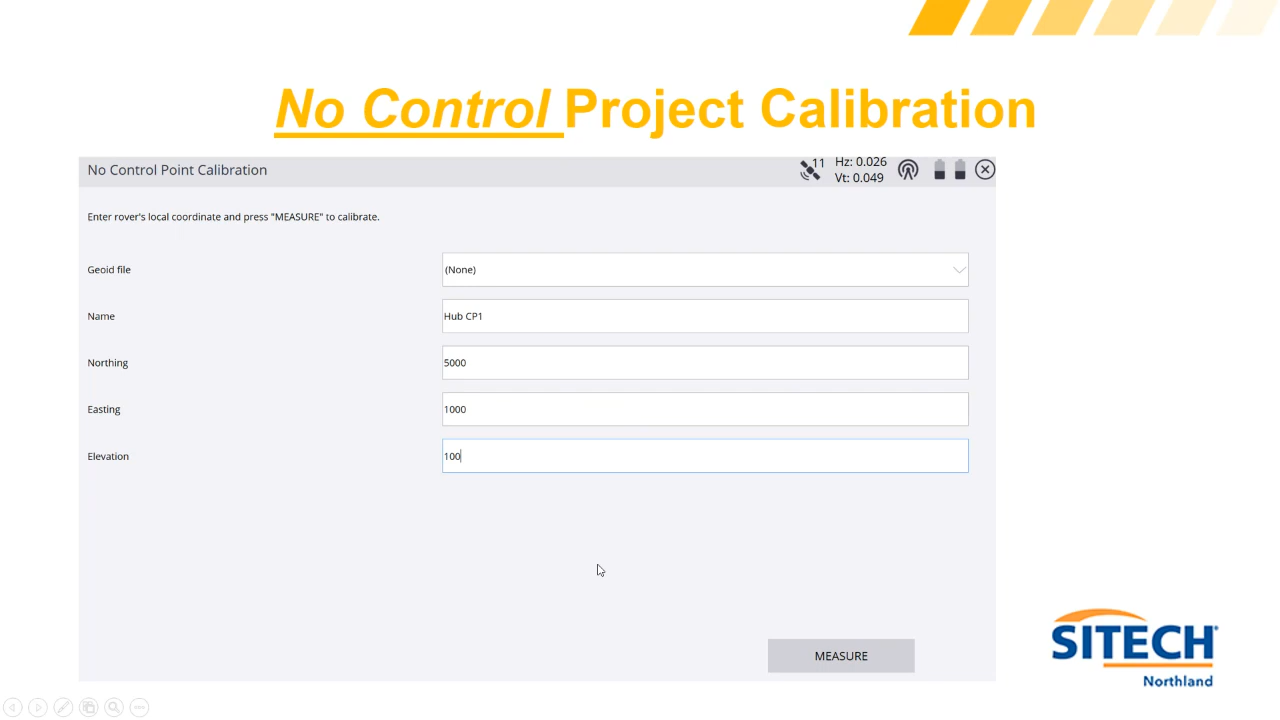 No Control Project Calibration
No Control Point Calibration
11
Hz: 0.026
Vt: 0.049
Enter rover's local coordinate and press "MEASURE" to calibrate.
Geoid file
(None)
Name
Hub CP1
Northing
5000
Easting
1000
Elevation
100
MEASURE
SITECH
Northland